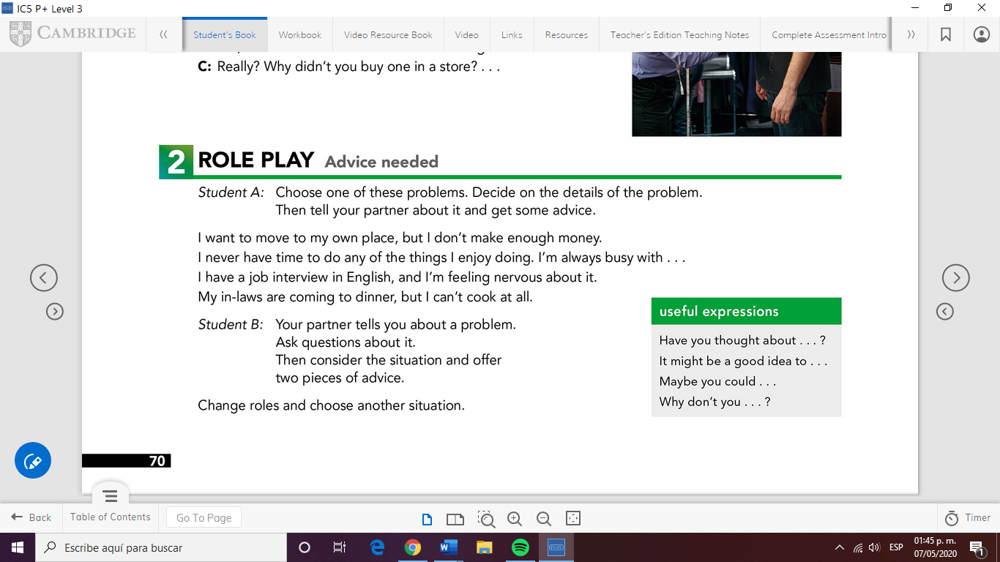 IC5 P+ Level 3
CAMBRIDGE
Student's Book
Workbook
Video Resource Book
Video
Links
Resources
Teacher's Edition Teaching Notes
Complete Assessment Intro
C: Really? Why didn't you buy one in a store? . . .
2 ROLE PLAY Advice needed
Student A: Choose one of these problems. Decide on the details of the problem.
Then tell your partner about it and get some advice.
I want to move to my own place, but I don't make enough money.
I never have time to do any of the things I enjoy doing. I'm always busy with . . .
I have a job interview in English, and I'm feeling nervous about it.
My in-laws are coming to dinner, but I can't cook at all.
Student B: Your partner tells you about a problem.
Ask questions about it.
Then consider the situation and offer
two pieces of advice.
Change roles and choose another situation.
useful expressions
Have you thought about . . . ?
It might be a good idea to . . .
Maybe you could . . .
Why don't you . . . ?
70
Back
Table of Contents
Go To Page
Timer
Escribe aquí para buscar
PLUS
ESP
01:45 p. m.
07/05/2020
1